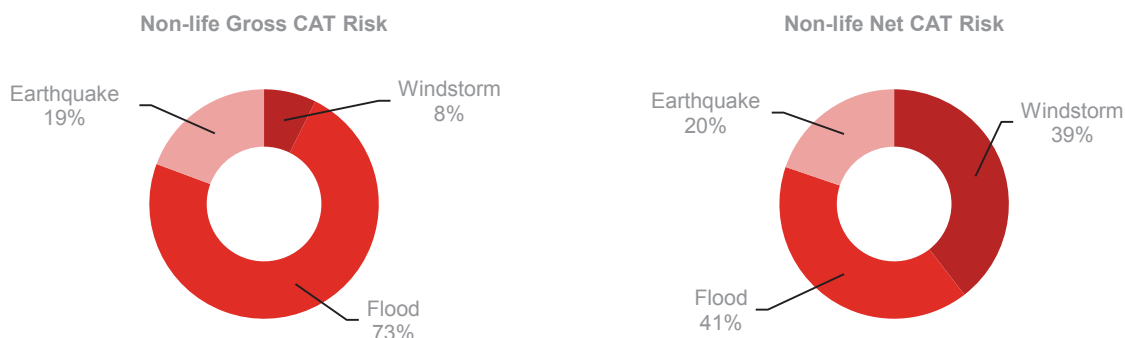 Non-life Gross CAT Risk
Earthquake
19%
Windstorm
8%
Flood
73%
Non-life Net CAT Risk
Earthquake
20%
Windstorm
39%
Flood
41%